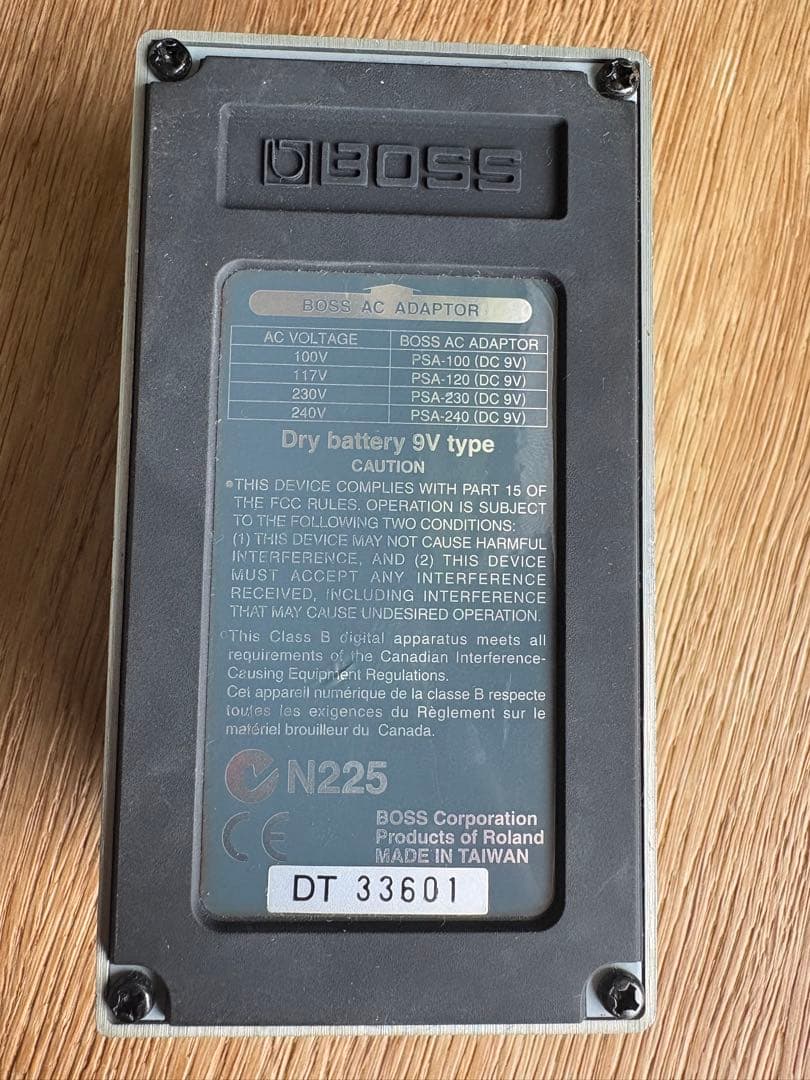 BOSS
BOSS AC ADAPTOR
AC VOLTAGE BOSS AC ADAPTOR
100V PSA-100 (DC 9V)
117V PSA-120 (DC 9V)
230V PSA-230 (DC 9V)
240V PSA-240 (DC 9V)
Dry battery 9V type
CAUTION
•THIS DEVICE COMPLIES WITH PART 15 OF
THE FCC RULES. OPERATION IS SUBJECT
TO THE FOLLOWING TWO CONDITIONS:
(1) THIS DEVICE MAY NOT CAUSE HARMFUL
INTERFERENCE, AND (2) THIS DEVICE
MUST ACCEPT ANY INTERFERENCE
RECEIVED, INCLUDING INTERFERENCE
THAT MAY CAUSE UNDESIRED OPERATION.
•This Class B digital apparatus meets all
requirements of the Canadian Interference-
Causing Equipment Regulations.
Cet appareil numérique de la classe B respecte
toutes les exigences du Règlement sur le
matériel brouilleur du Canada.
N225
CE
BOSS Corporation
Products of Roland
MADE IN TAIWAN
DT 33601